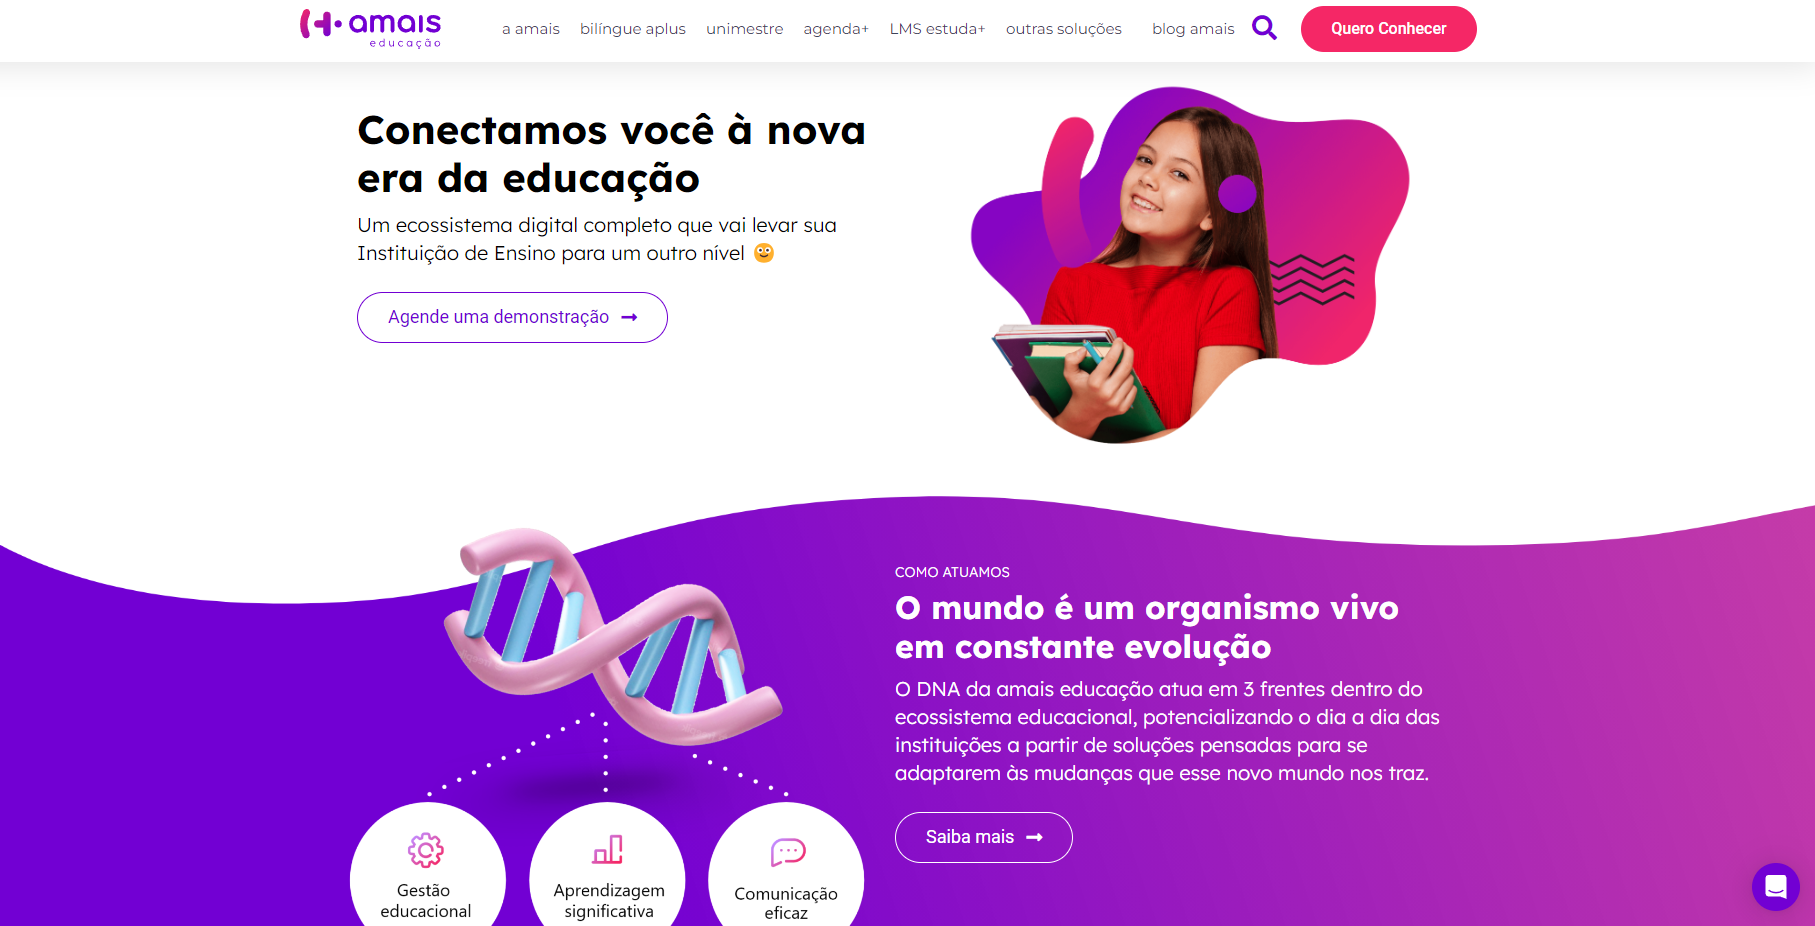 amais
educação
a amais
bilíngue aplus
unimestre
agenda+
LMS estuda+
outras soluções
blog amais
Quero Conhecer
Conectamos você à nova
era da educação
Um ecossistema digital completo que vai levar sua
Instituição de Ensino para um outro nível
Agende uma demonstração
COMO ATUAMOS
O mundo é um organismo vivo
em constante evolução
O DNA da amais educação atua em 3 frentes dentro do
ecossistema educacional, potencializando o dia a dia das
instituições a partir de soluções pensadas para se
adaptarem às mudanças que esse novo mundo nos traz.
Saiba mais
Gestão
educacional
Aprendizagem
significativa
Comunicação
eficaz